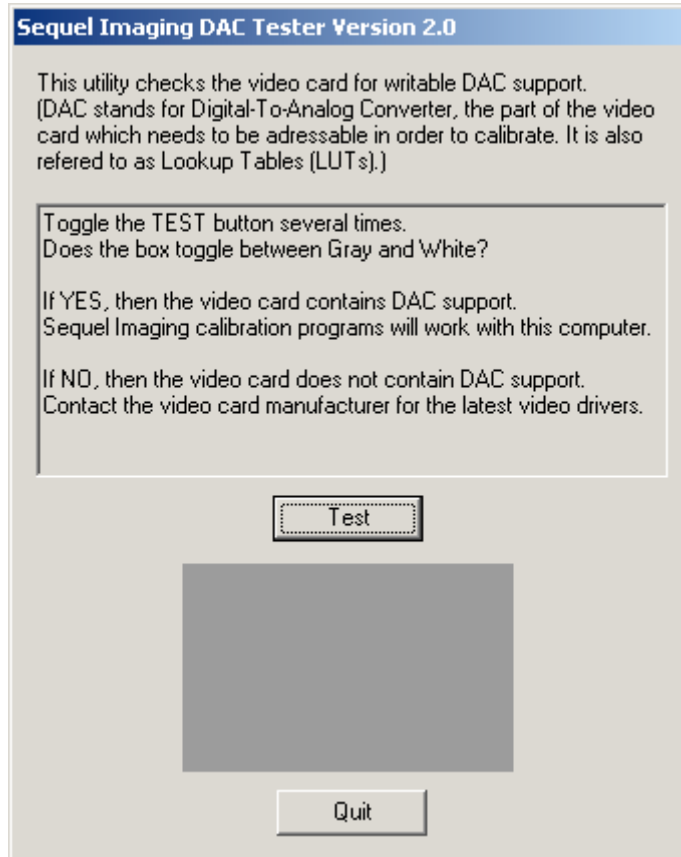 Sequel Imaging DAC Tester Version 2.0
This utility checks the video card for writable DAC support.
(DAC stands for Digital-To-Analog Converter, the part of the video
card which needs to be adressable in order to calibrate. It is also
refered to as Lookup Tables (LUTs).)
Toggle the TEST button several times.
Does the box toggle between Gray and White?
If YES, then the video card contains DAC support.
Sequel Imaging calibration programs will work with this computer.
If NO, then the video card does not contain DAC support.
Contact the video card manufacturer for the latest video drivers.
Test
Quit